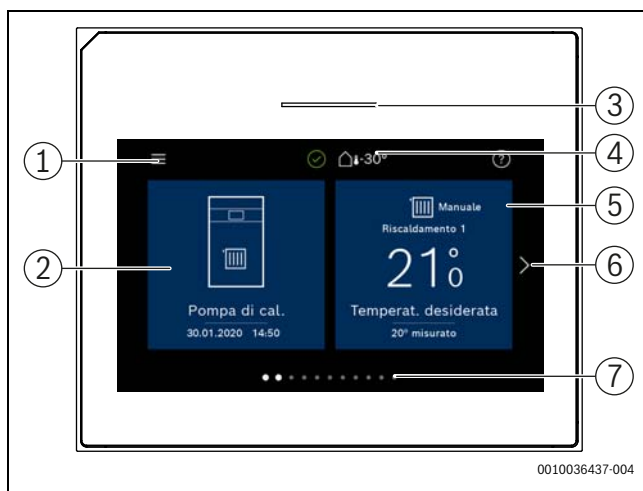 3
1
-30°
?
4
Manuale
5
Riscaldamento 1
2
21°0
6
Pompa di cal.
Temperat. desiderata
30.01.2020 14:50
20° misurato
7
0010036437-004